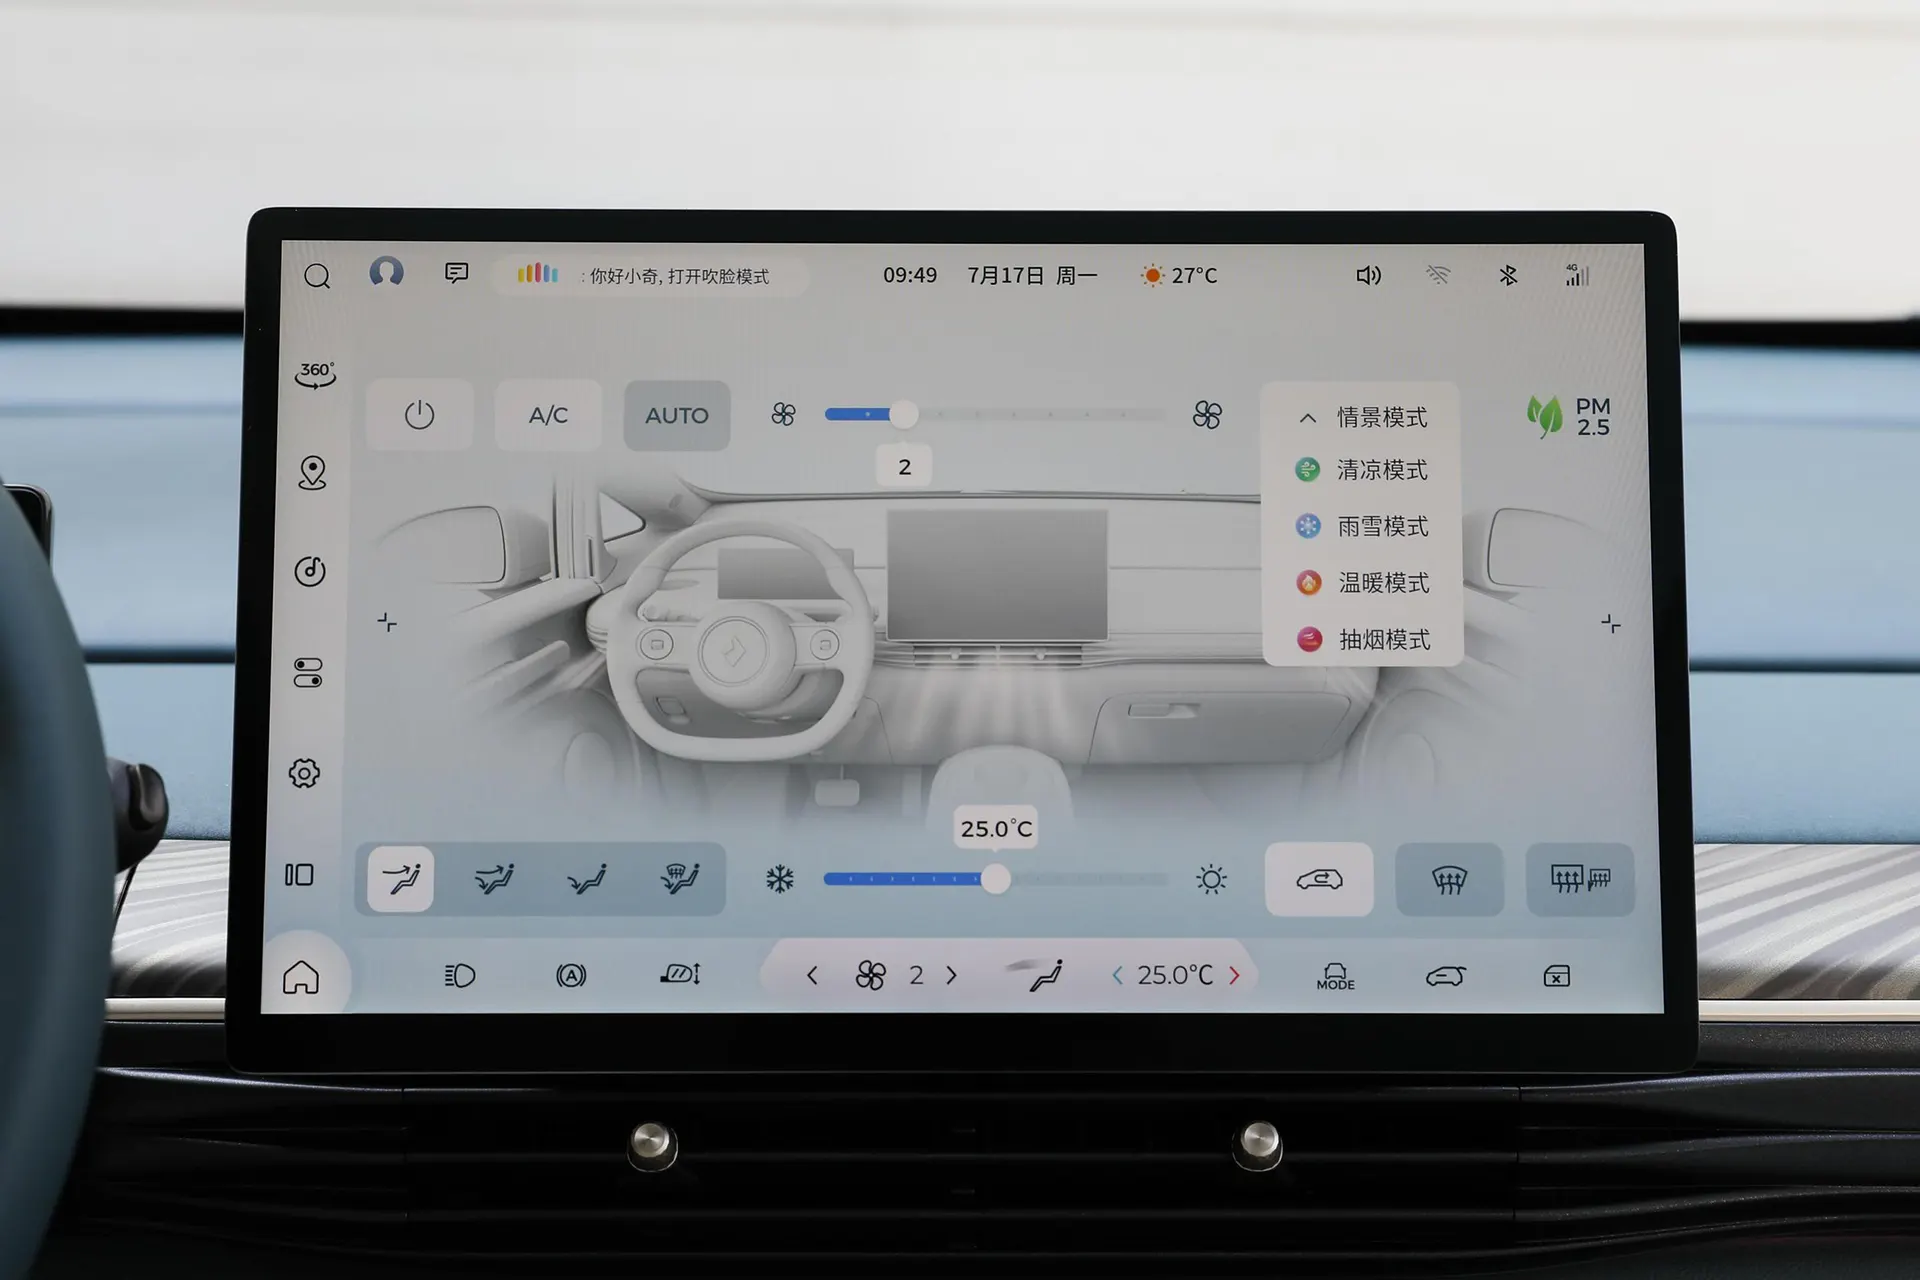 : 你好小奇, 打开吹脸模式
09:49 7月17日 周一
27°C
4G
360°
A/C
AUTO
2
情景模式
清凉模式
雨雪模式
温暖模式
抽烟模式
PM
2.5
25.0°C
A
2
25.0°C
MODE